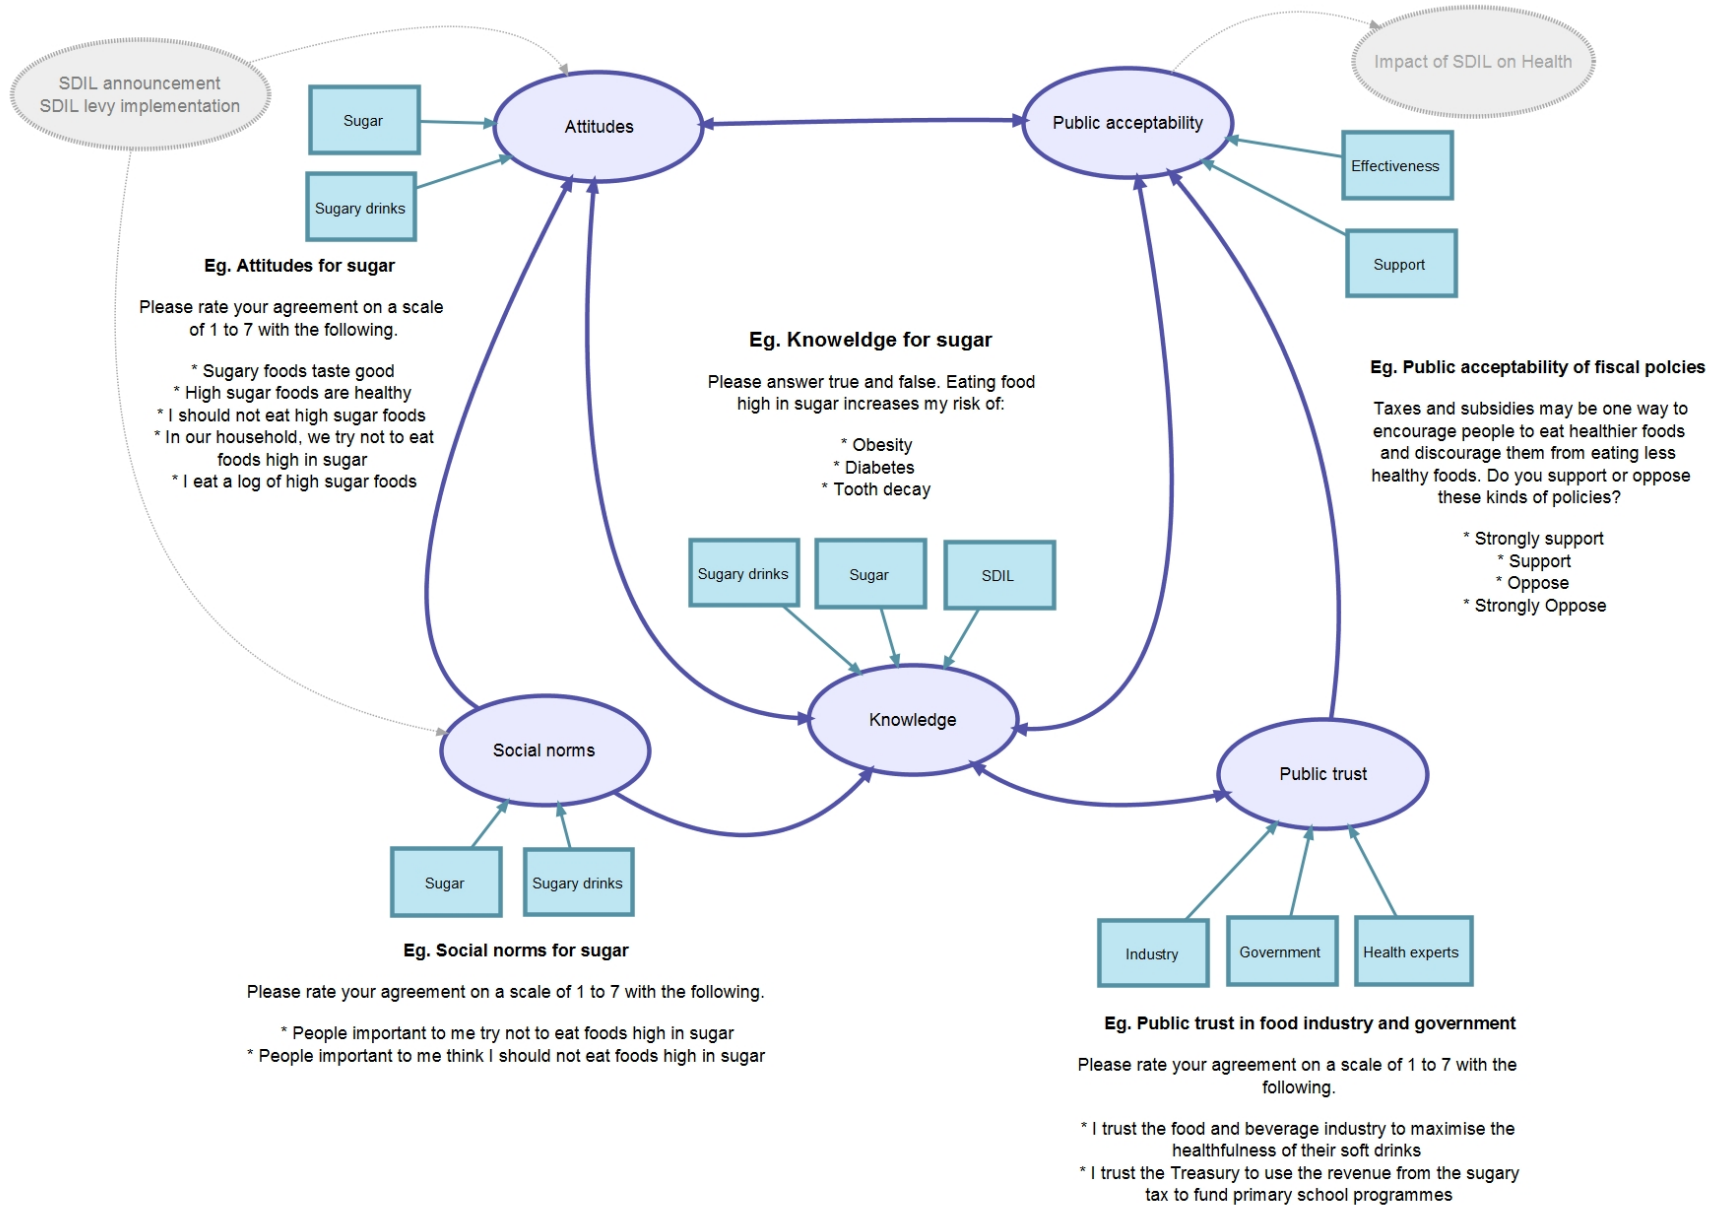 SDIL announcement
SDIL levy implementation
Impact of SDIL on Health
Sugar
Attitudes
Public acceptability
Sugary drinks
Effectiveness
Support
Eg. Attitudes for sugar
Please rate your agreement on a scale
of 1 to 7 with the following.
* Sugary foods taste good
* High sugar foods are healthy
* I should not eat high sugar foods
* In our household, we try not to eat
foods high in sugar
* I eat a log of high sugar foods
Eg. Knoweldge for sugar
Please answer true and false. Eating food
high in sugar increases my risk of:
* Obesity
* Diabetes
* Tooth decay
Eg. Public acceptability of fiscal polcies
Taxes and subsidies may be one way to
encourage people to eat healthier foods
and discourage them from eating less
healthy foods. Do you support or oppose
these kinds of policies?
* Strongly support
* Support
* Oppose
* Strongly Oppose
Sugary drinks
Sugar
SDIL
Knowledge
Social norms
Public trust
Sugar
Sugary drinks
Eg. Social norms for sugar
Please rate your agreement on a scale of 1 to 7 with the following.
* People important to me try not to eat foods high in sugar
* People important to me think I should not eat foods high in sugar
Industry
Government
Health experts
Eg. Public trust in food industry and government
Please rate your agreement on a scale of 1 to 7 with the
following.
* I trust the food and beverage industry to maximise the
healthfulness of their soft drinks
* I trust the Treasury to use the revenue from the sugary
tax to fund primary school programmes